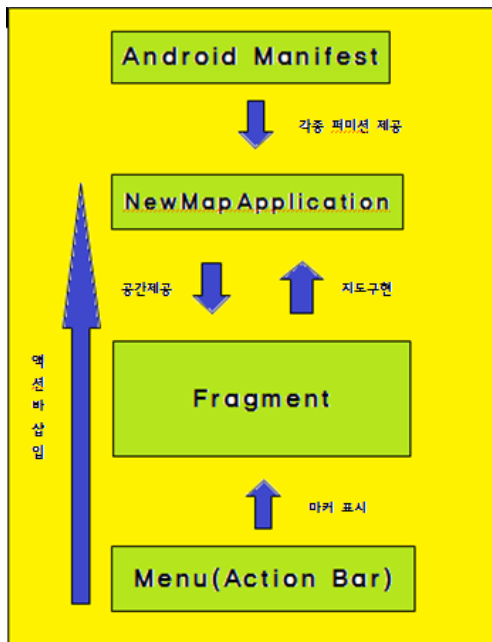 Android Manifest
각종 퍼미션 제공
NewMapApplication
공간제공
지도구현
액션바삽입
Fragment
마커 표시
Menu(Action Bar)